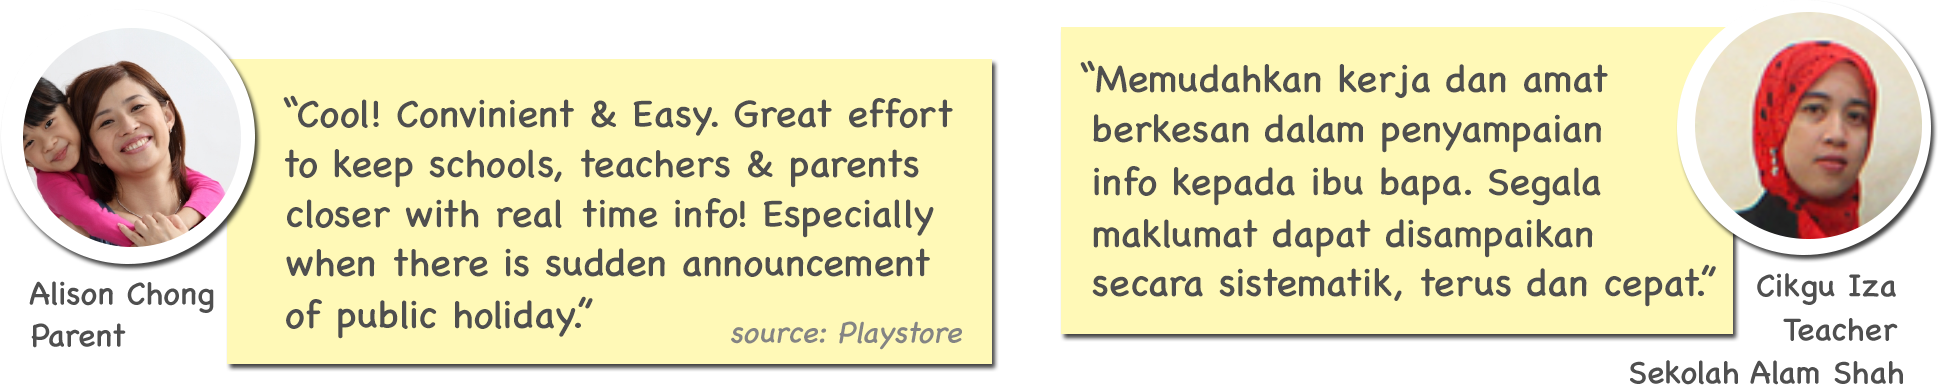 “Cool! Convinient & Easy. Great effort
to keep schools, teachers & parents
closer with real time info! Especially
when there is sudden announcement
of public holiday.”
source: Playstore
Alison Chong
Parent
“Memudahkan kerja dan amat
berkesan dalam penyampaian
info kepada ibu bapa. Segala
maklumat dapat disampaikan
secara sistematik, terus dan cepat.”
Cikgu Iza
Teacher
Sekolah Alam Shah